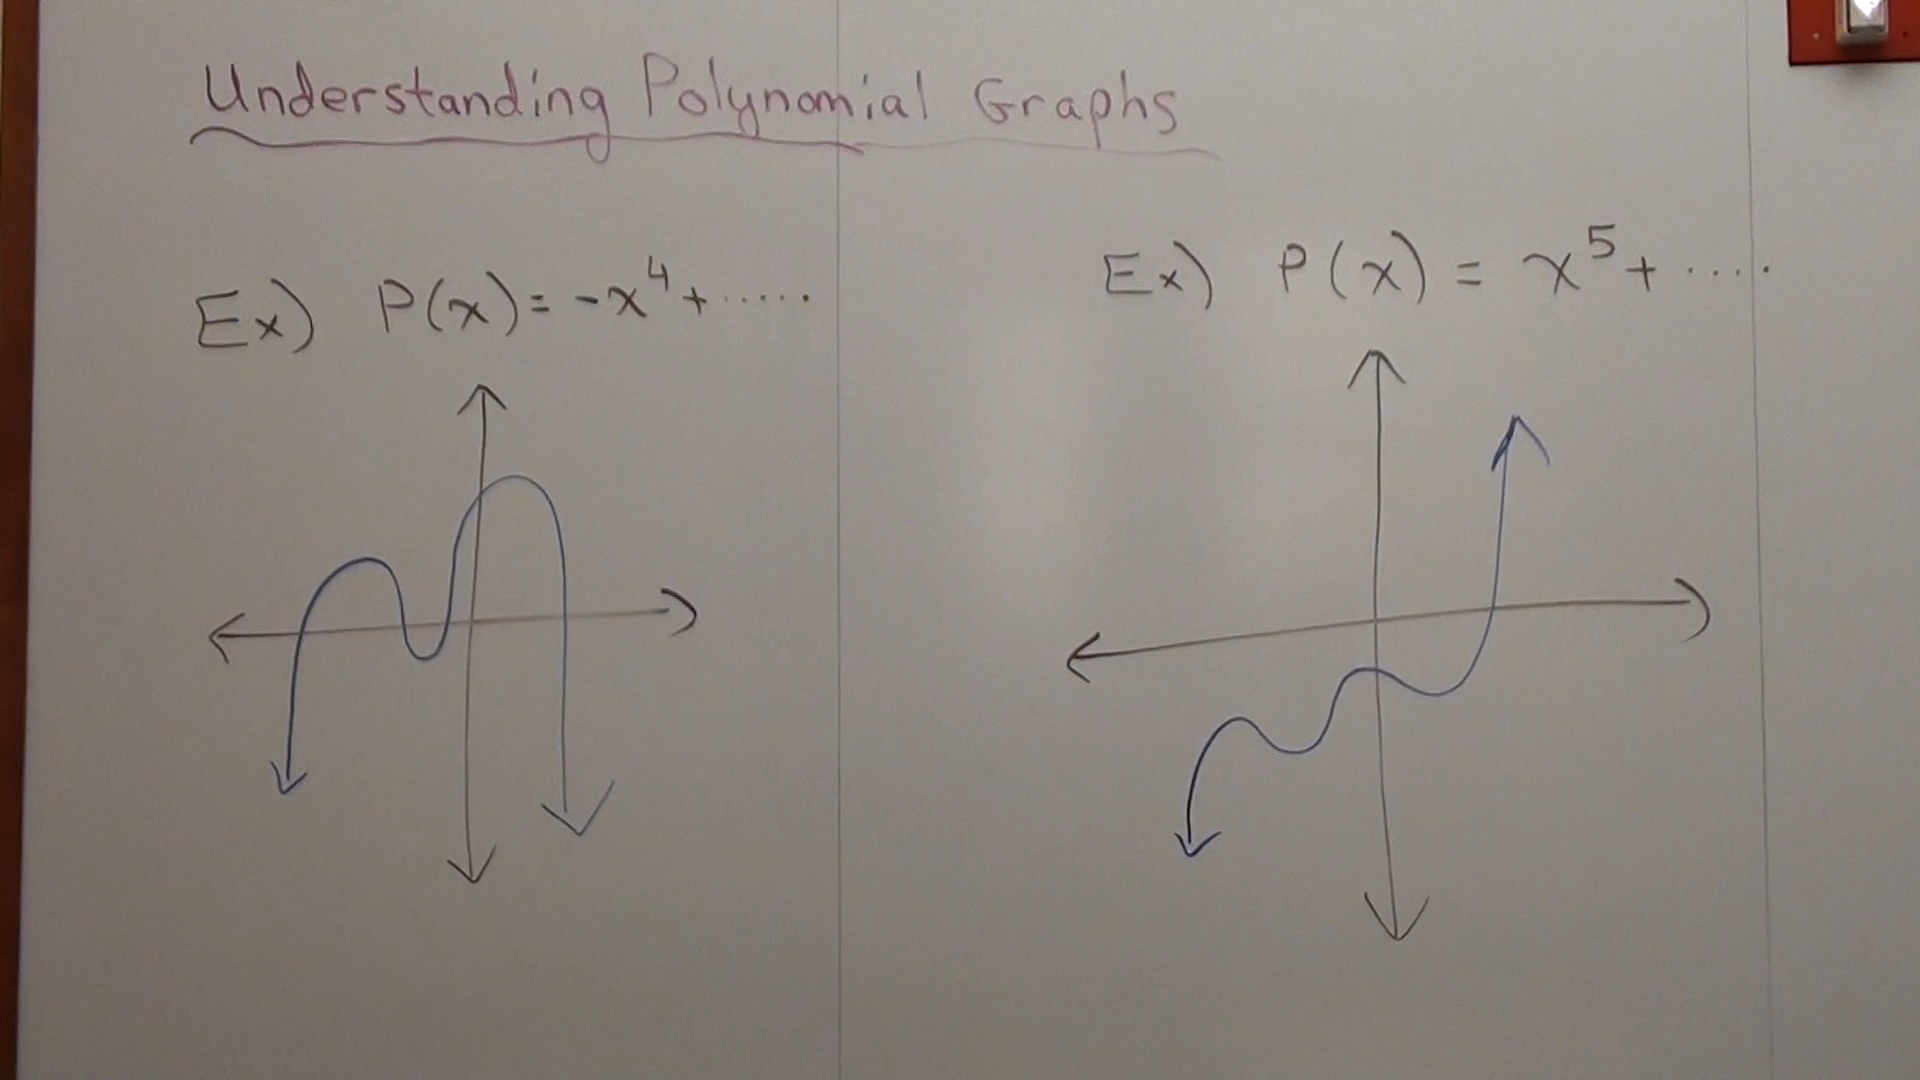 Understanding Polynomial Graphs
Ex) P(x) = -x⁴ + .....
Ex) P(x) = x⁵ + ....